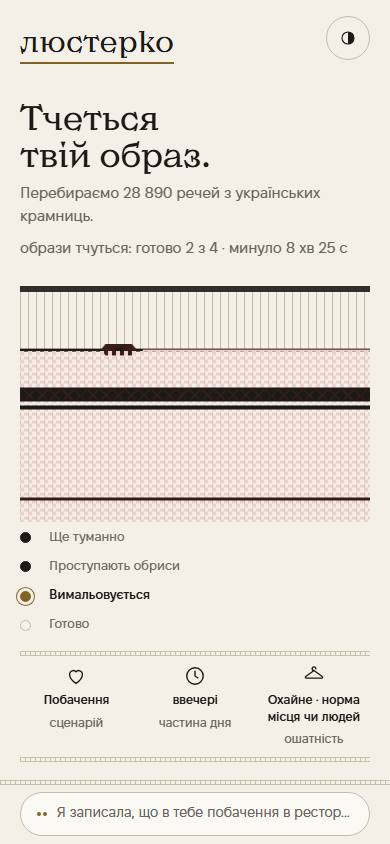 люстерко
Тчеться
твій образ.
Перебираємо 28 890 речей з українських
крамниць.
образи тчуться: готово 2 з 4 · минуло 8 хв 25 с
Ще туманно
Проступають обриси
Вимальовується
Готово
Побачення
сценарій
ввечері
частина дня
Охайне · норма
місця чи людей
ошатність
Я записала, що в тебе побачення в рестор...